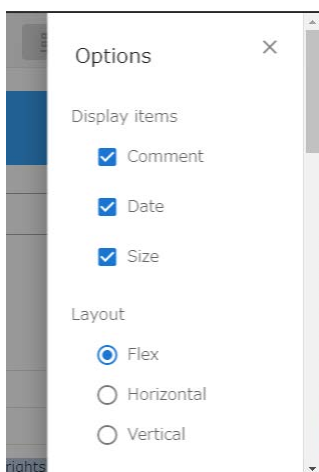 Options
Display items
Comment
Date
Size
Layout
Flex
Horizontal
Vertical
rights